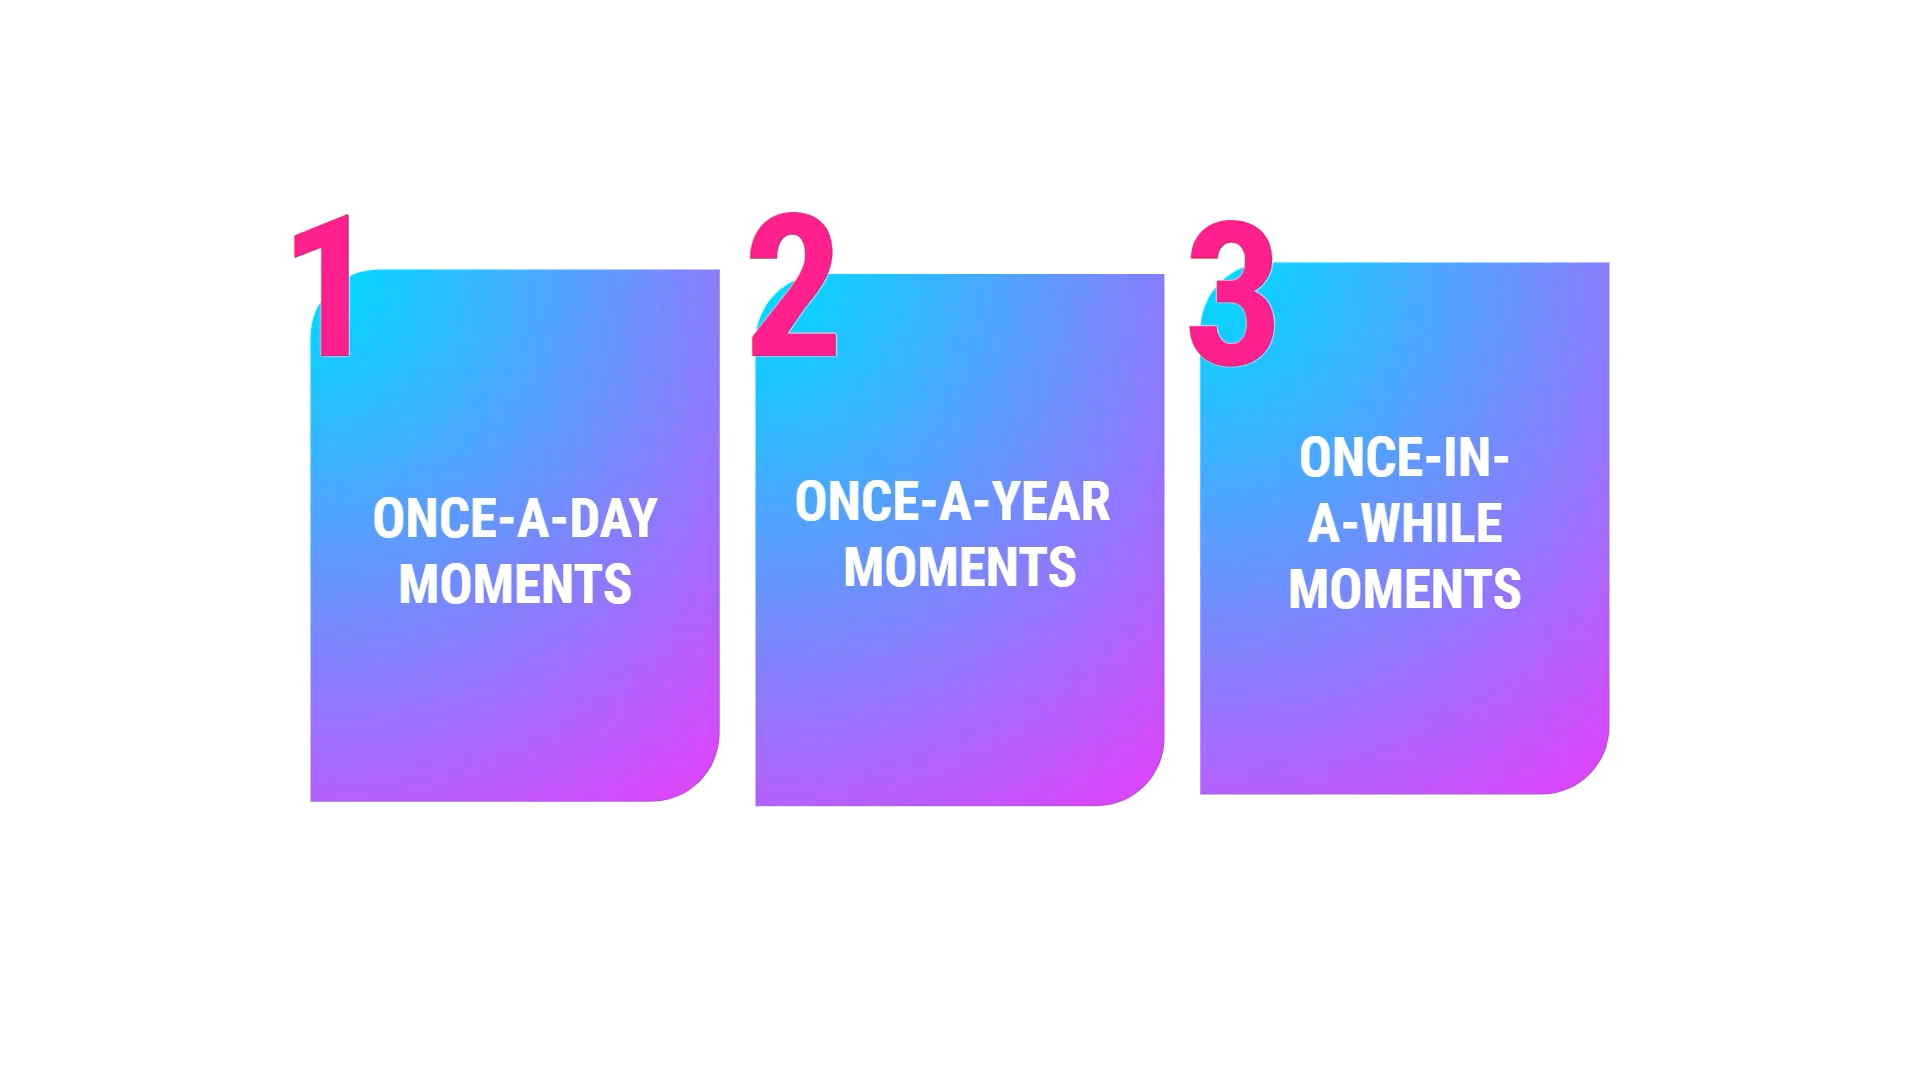 1
ONCE-A-DAY
MOMENTS
2
ONCE-A-YEAR
MOMENTS
3
ONCE-IN-
A-WHILE
MOMENTS